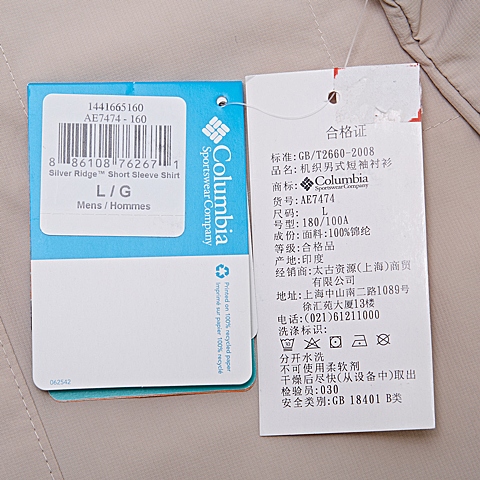 1441665160
AE7474 - 160
8 86108 76267 1
Silver Ridge™ Short Sleeve Shirt
L / G
Mens / Hommes
Columbia
Sportswear Company
Printed on 100% recycled paper
Imprimé sur papier 100% recyclé
062542
合格证
标准:GB/T2660-2008
品名:机织男式短袖衬衫
商标:Columbia
Sportswear Company
货号:AE7474
尺码: L
号型:180/100A
成份:面料:100%锦纶
等级:合格品
产地:印度
经销商:太古资源(上海)商贸
有限公司
地址:上海中山南二路1089号
徐汇苑大厦13楼
电话:(021)61211000
洗涤标识:
分开水洗
不可使用柔软剂
干燥后尽快(从设备中)取出
检验员:030
安全类别:GB 18401 B类